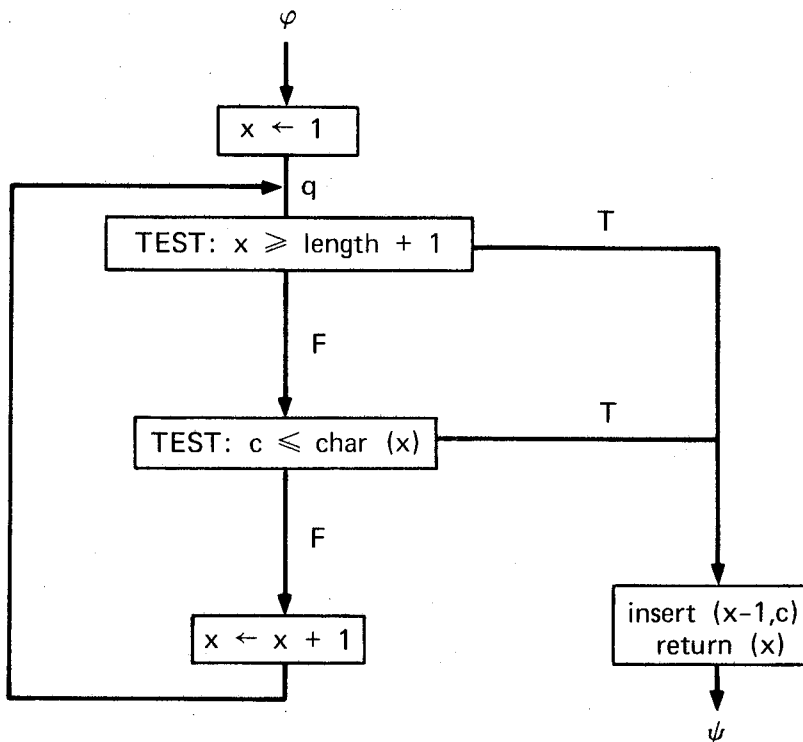 φ
x ← 1
q
TEST: x ⩾ length + 1
T
F
TEST: c ⩽ char (x)
T
F
x ← x + 1
insert (x-1,c)
return (x)
ψ